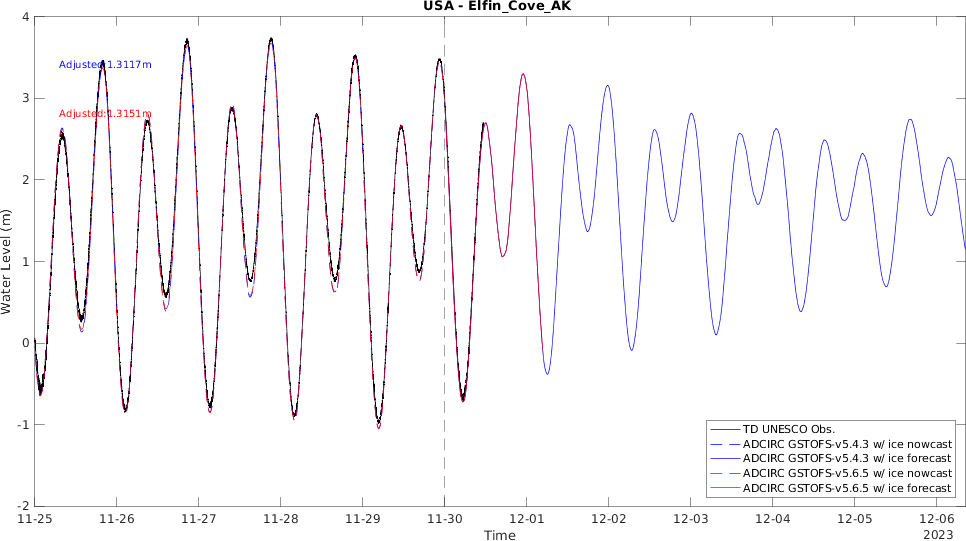 USA - Elfin_Cove_AK
4
3
2
1
0
-1
-2
Water Level (m)
Adjusted:1.3117m
Adjusted:1.3151m
TD UNESCO Obs.
ADCIRC GSTOFS-v5.4.3 w/ ice nowcast
ADCIRC GSTOFS-v5.4.3 w/ ice forecast
ADCIRC GSTOFS-v5.6.5 w/ ice nowcast
ADCIRC GSTOFS-v5.6.5 w/ ice forecast
11-25 11-26 11-27 11-28 11-29 11-30 12-01 12-02 12-03 12-04 12-05 12-06
Time
2023